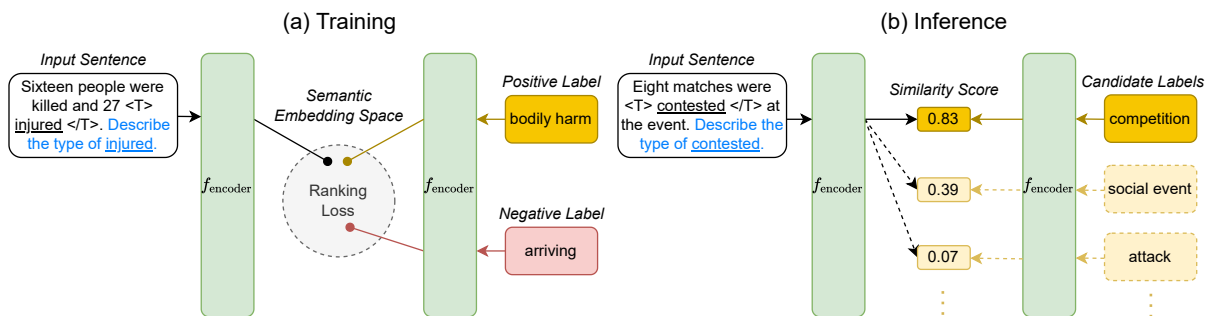 (a) Training
Input Sentence
Sixteen people were
killed and 27 <T>
injured </T>. Describe
the type of injured.
f_encoder
Semantic
Embedding Space
Ranking
Loss
f_encoder
Positive Label
bodily harm
Negative Label
arriving
(b) Inference
Input Sentence
Eight matches were
<T> contested </T> at
the event. Describe the
type of contested.
f_encoder
Similarity Score
0.83
0.39
0.07
f_encoder
Candidate Labels
competition
social event
attack